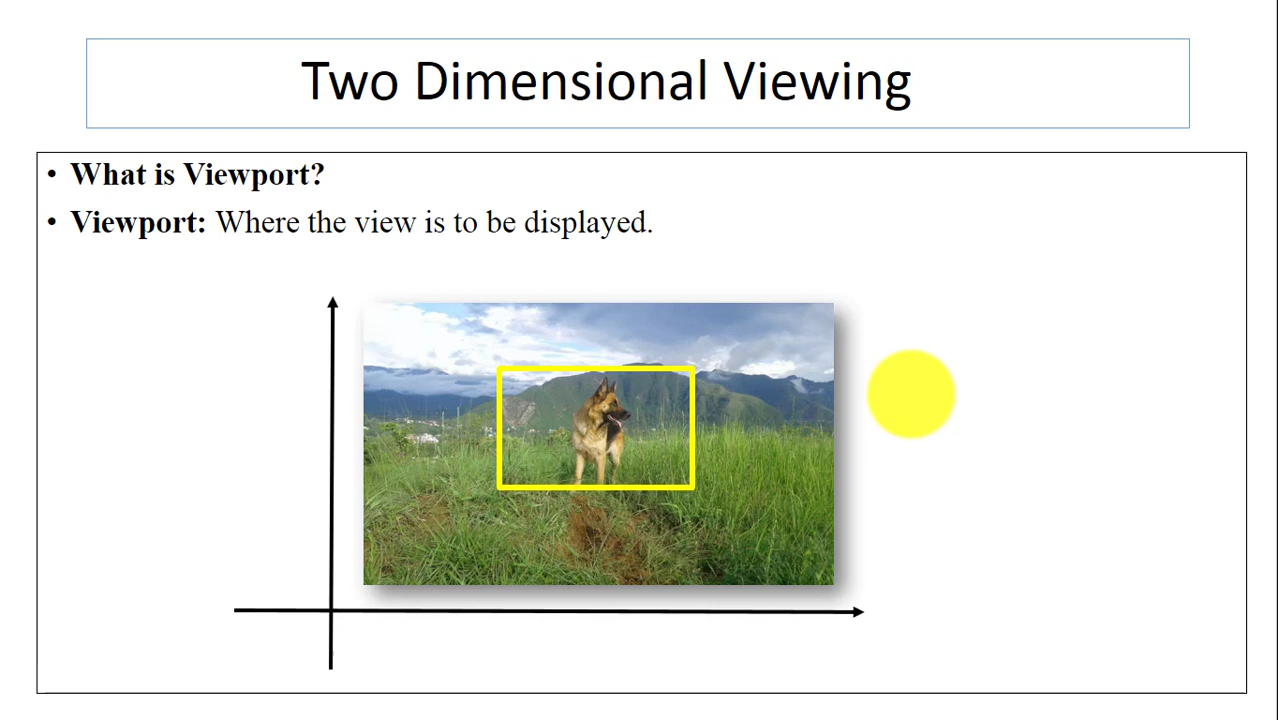 Two Dimensional Viewing
• What is Viewport?
• Viewport: Where the view is to be displayed.